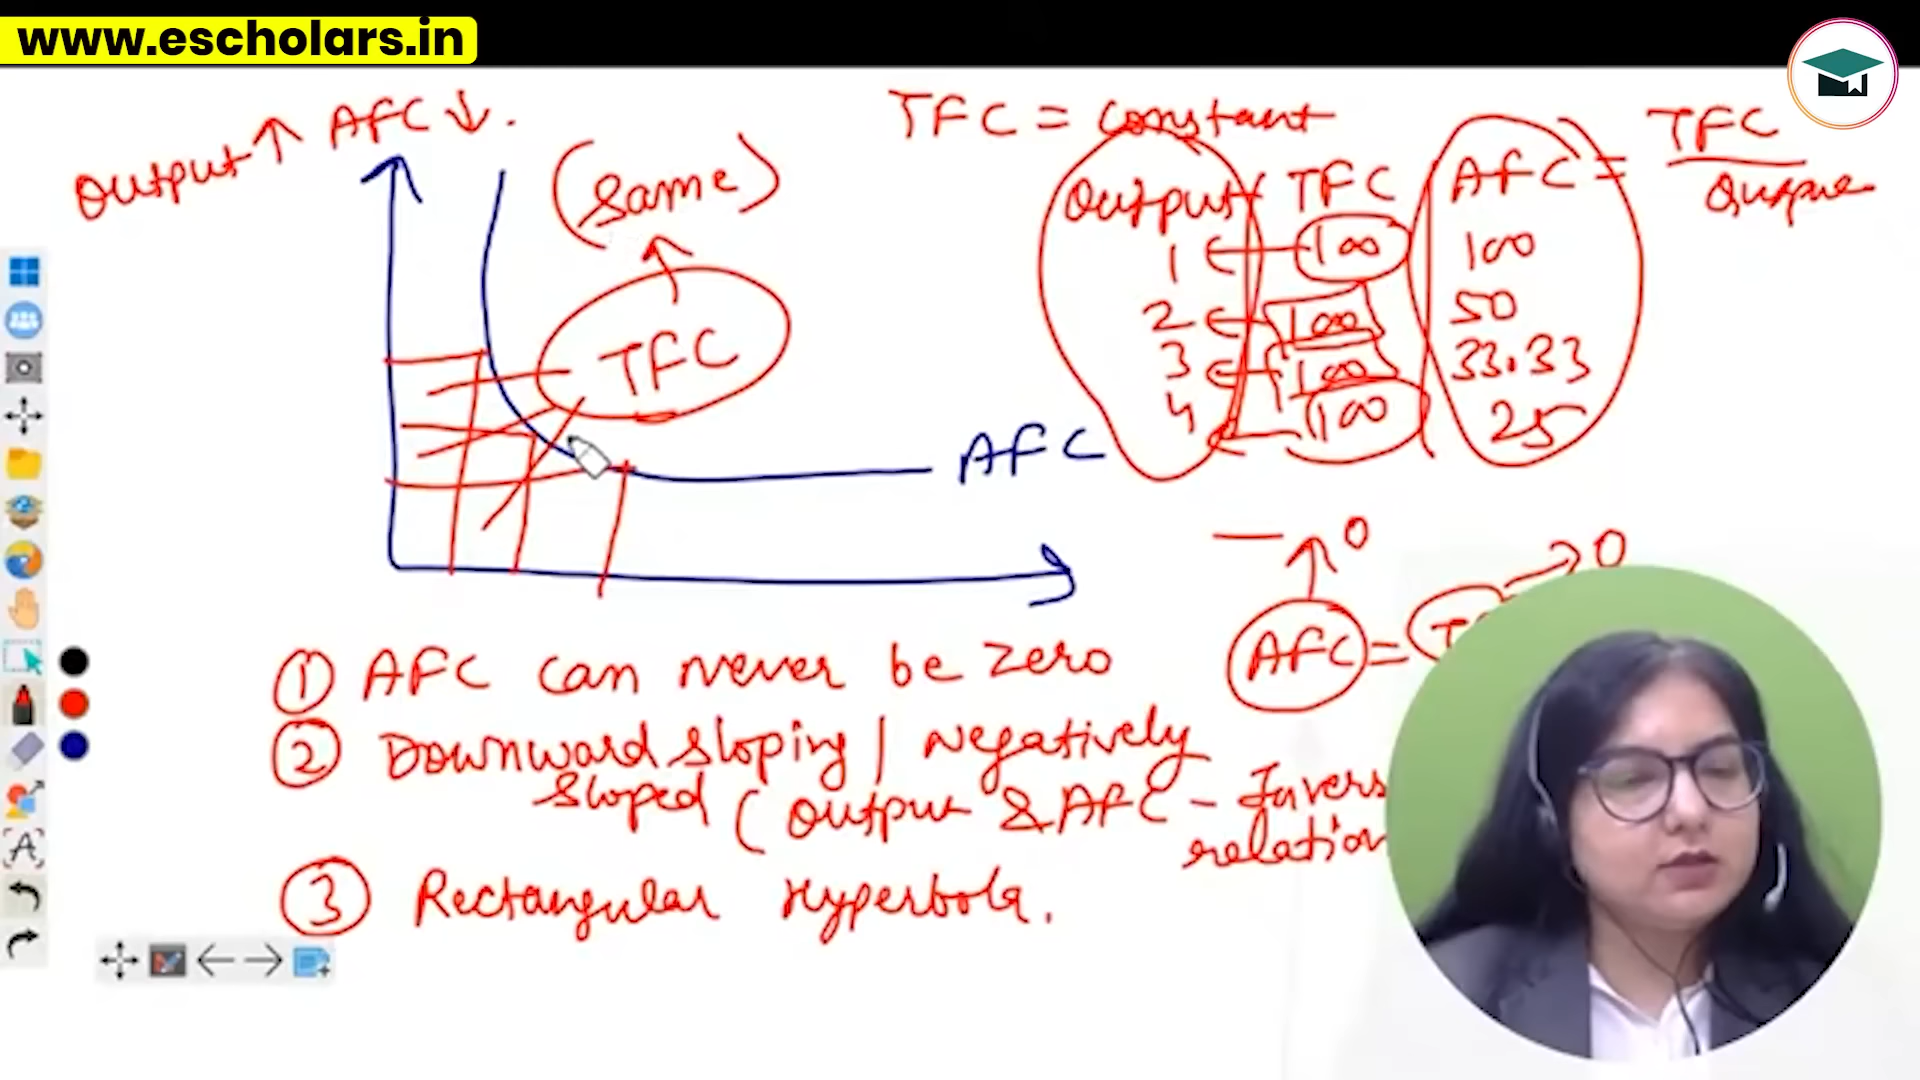 www.escholars.in
Output ↑ AFC ↓.
(Same)
TFC
AFC
TFC = Constant
Output TFC AFC = TFC / Output
1 100 100
2 100 50
3 100 33.33
4 100 25
— 0
0
AFC =
① AFC can never be zero
② Downward sloping / Negatively
sloped (Output & AFC - Invers
relation
③ Rectangular Hyperbola.